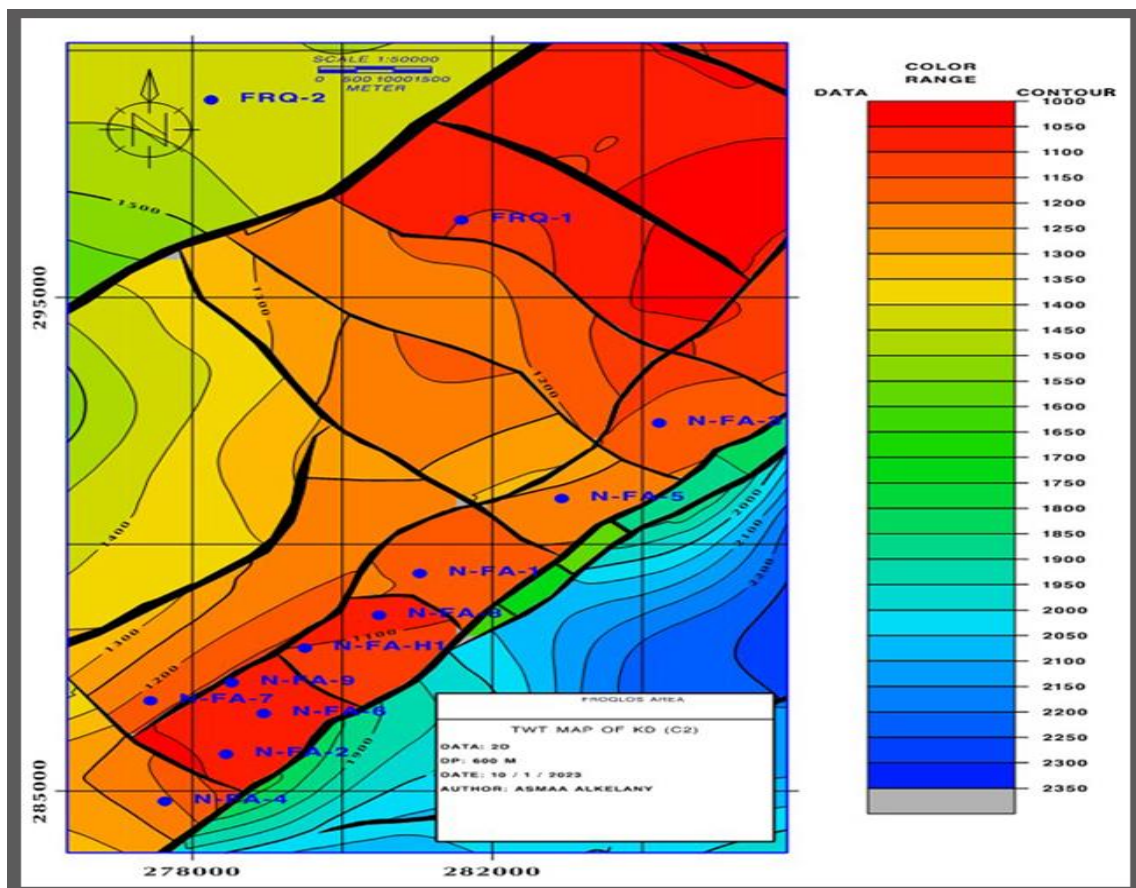 SCALE 1:50000
0 500 10001500
METER
FRQ-2
N
1500
FRQ-1
295000
1300
1200
N-FA-3
N-FA-5
2000
2100
2200
1400
N-FA-1
N-FA-8
1100
N-FA-H1
1300
N-FA-9
1200
N-FA-7
N-FA-6
N-FA-2
1900
N-FA-4
285000
278000
282000
FROQLOS AREA
TWT MAP OF KD (C2)
DATA: 2D
DP: 600 M
DATE: 10 / 1 / 2023
AUTHOR: ASMAA ALKELANY
COLOR
RANGE
DATA CONTOUR
1000
1050
1100
1150
1200
1250
1300
1350
1400
1450
1500
1550
1600
1650
1700
1750
1800
1850
1900
1950
2000
2050
2100
2150
2200
2250
2300
2350